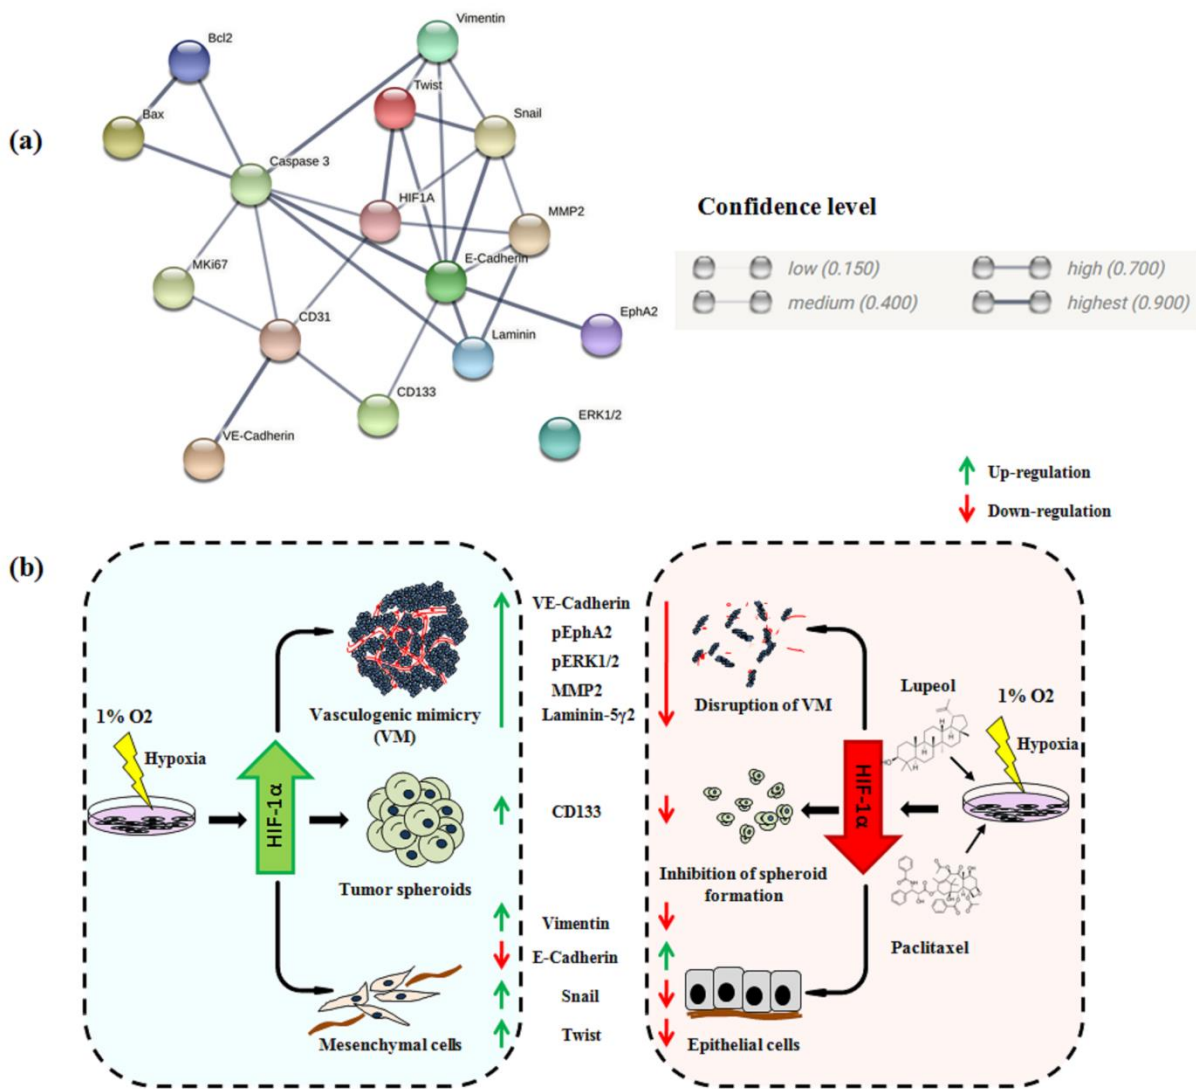 (a)
Vimentin
Bcl2
Twist
Bax
Snail
Caspase 3
HIF1A
MMP2
E-Cadherin
MKi67
CD31
EphA2
Laminin
CD133
ERK1/2
VE-Cadherin
Confidence level
low (0.150)
high (0.700)
medium (0.400)
highest (0.900)
Up-regulation
Down-regulation
(b)
1% O2
Hypoxia
HIF-1α
Vasculogenic mimicry
(VM)
Tumor spheroids
Mesenchymal cells
VE-Cadherin
pEphA2
pERK1/2
MMP2
Laminin-5γ2
CD133
Vimentin
E-Cadherin
Snail
Twist
Disruption of VM
Inhibition of spheroid
formation
Epithelial cells
HIF-1α
Lupeol
1% O2
Hypoxia
Paclitaxel